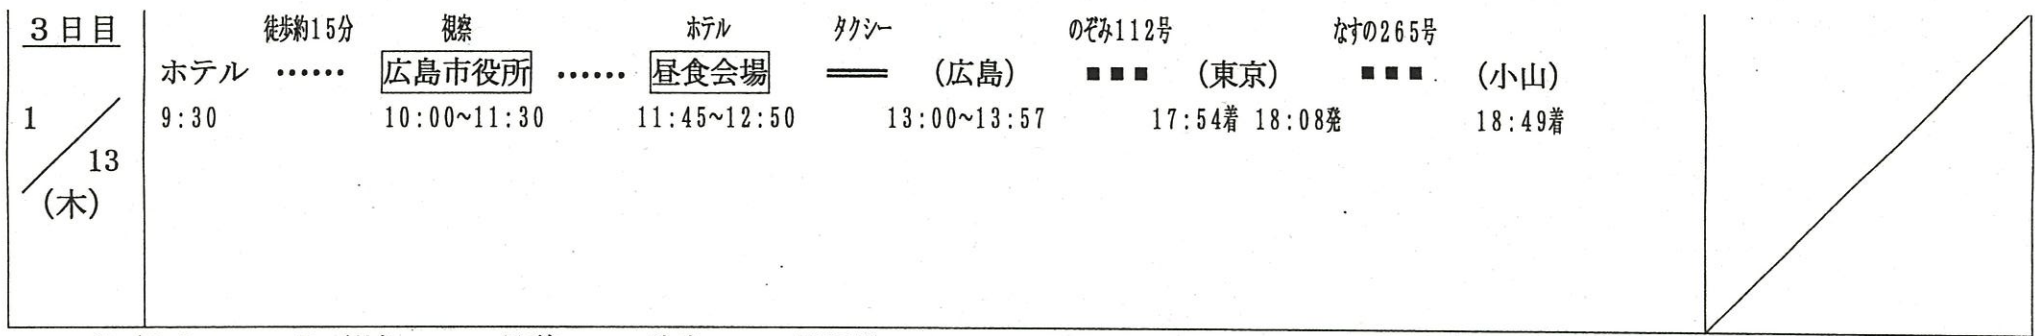 3日目
1/13
(木)
徒歩約15分 視察 ホテル タクシー のぞみ112号 なすの265号
ホテル …… 広島市役所 …… 昼食会場 ═══ (広島) ■■■ (東京) ■■■ (小山)
9:30 10:00~11:30 11:45~12:50 13:00~13:57 17:54着 18:08発 18:49着